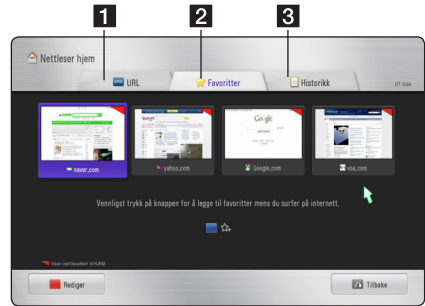 1 2 3
Nettleser hjem
URL Favoritter Historikk
1/1 Side
naver.com yahoo.com Google.com voa.com
Vennligst trykk på knappen for å legge til favoritter mens du surfer på internett.
Rediger Tilbake